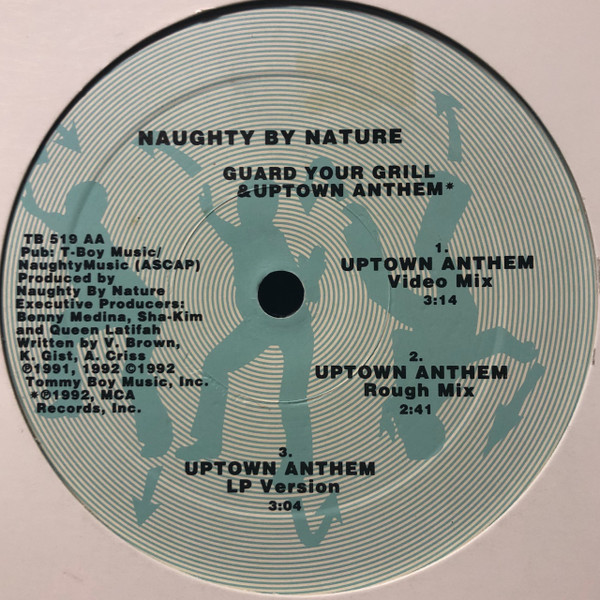 NAUGHTY BY NATURE
GUARD YOUR GRILL
&UPTOWN ANTHEM*
TB 519 AA
Pub: T-Boy Music/
NaughtyMusic (ASCAP)
Produced by
Naughty By Nature
Executive Producers:
Benny Medina, Sha-Kim
and Queen Latifah
Written by V. Brown,
K. Gist, A. Criss
℗1991, 1992 ©1992
Tommy Boy Music, Inc.
*℗1992, MCA
Records, Inc.
1.
UPTOWN ANTHEM
Video Mix
3:14
2.
UPTOWN ANTHEM
Rough Mix
2:41
3.
UPTOWN ANTHEM
LP Version
3:04